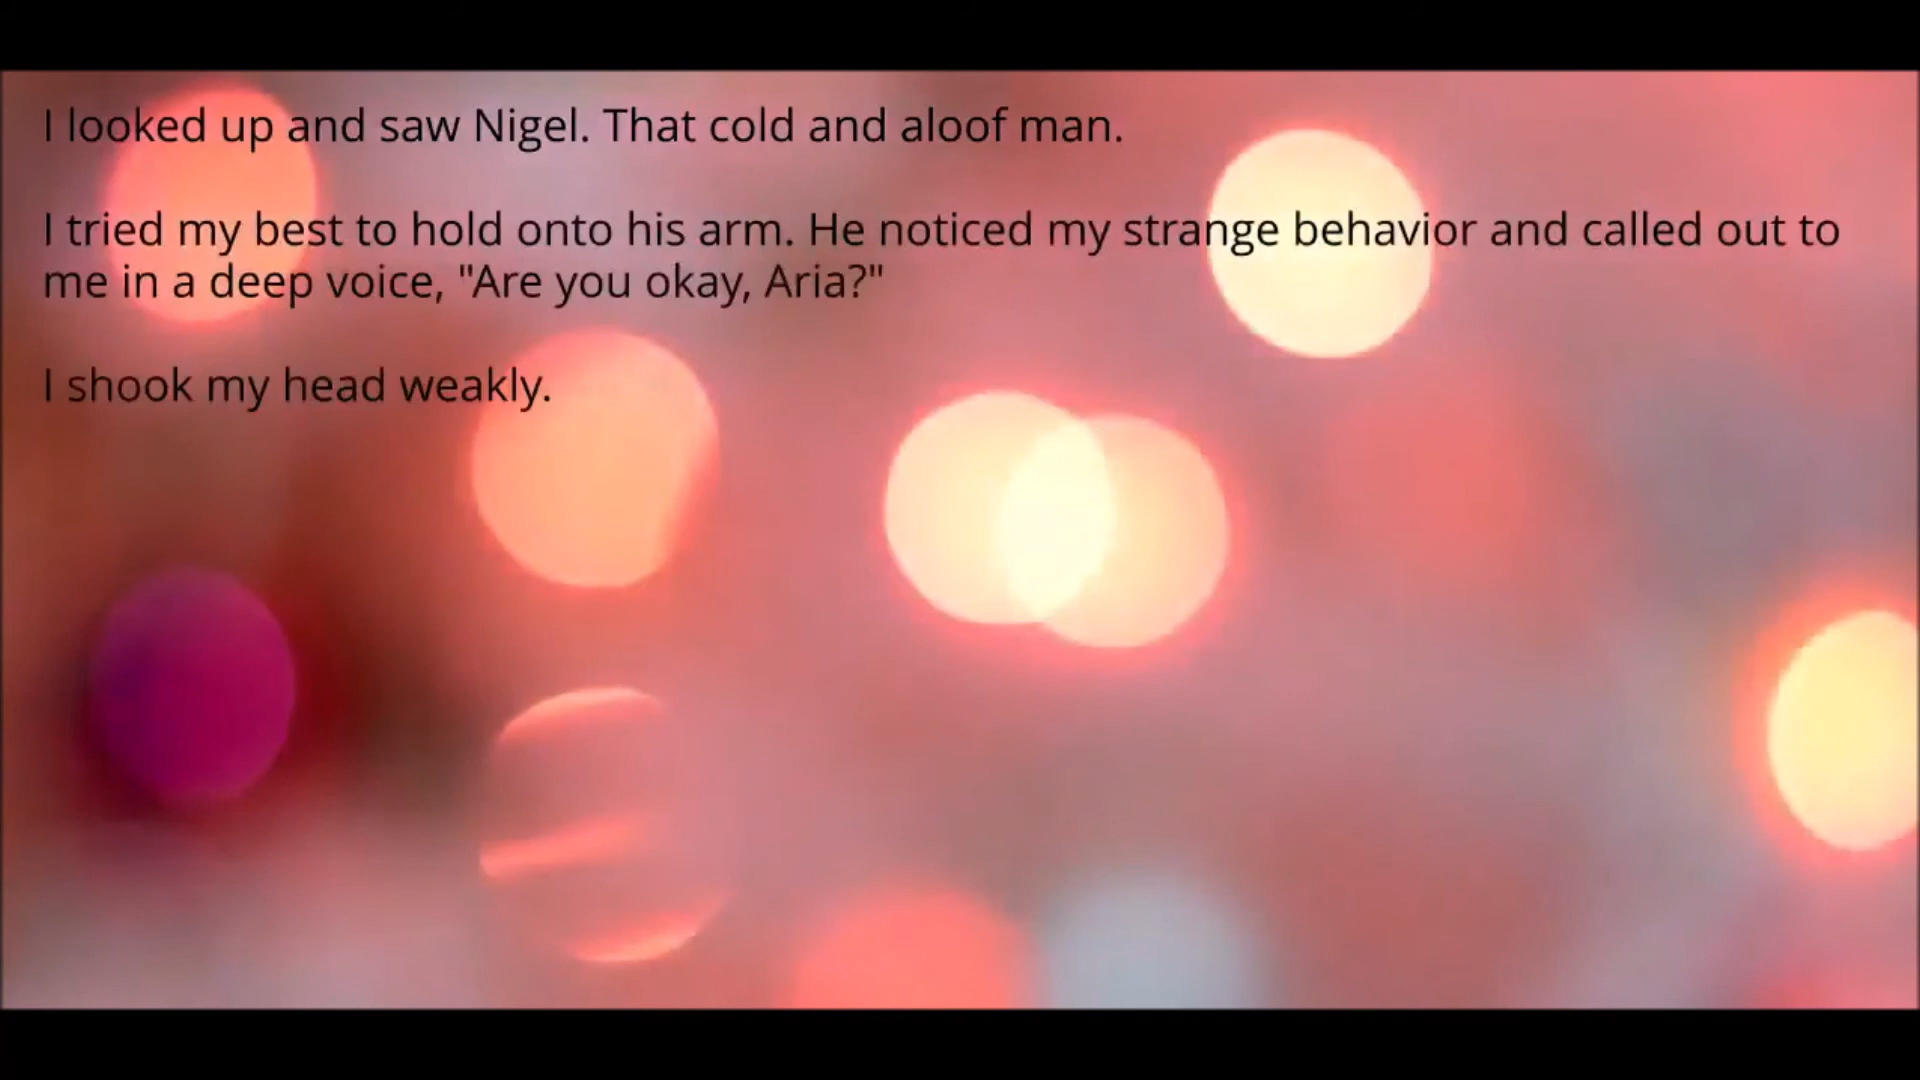 I looked up and saw Nigel. That cold and aloof man.
I tried my best to hold onto his arm. He noticed my strange behavior and called out to
me in a deep voice, "Are you okay, Aria?"
I shook my head weakly.